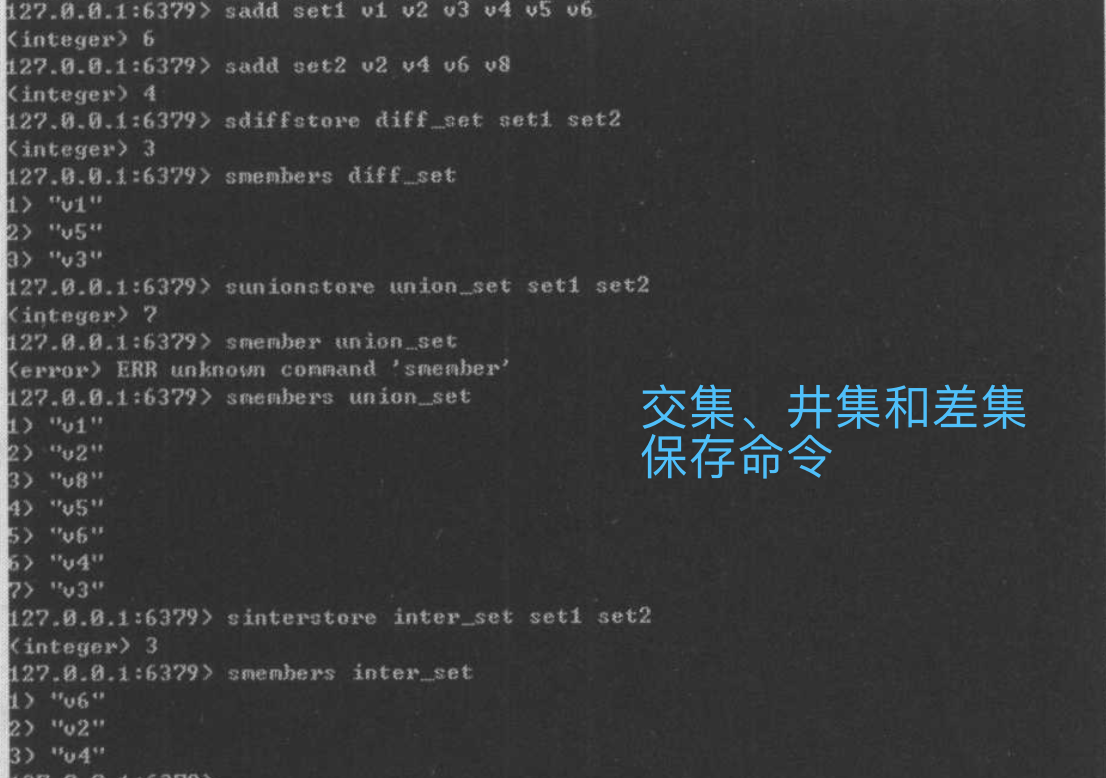 127.0.0.1:6379> sadd set1 v1 v2 v3 v4 v5 v6
(integer) 6
127.0.0.1:6379> sadd set2 v2 v4 v6 v8
(integer) 4
127.0.0.1:6379> sdiffstore diff_set set1 set2
(integer) 3
127.0.0.1:6379> smembers diff_set
1) "v1"
2) "v5"
3) "v3"
127.0.0.1:6379> sunionstore union_set set1 set2
(integer) 7
127.0.0.1:6379> smember union_set
(error) ERR unknown command 'smember'
127.0.0.1:6379> smembers union_set
1) "v1"
2) "v2"
3) "v8"
4) "v5"
5) "v6"
6) "v4"
7) "v3"
127.0.0.1:6379> sinterstore inter_set set1 set2
(integer) 3
127.0.0.1:6379> smembers inter_set
1) "v6"
2) "v2"
3) "v4"
交集、井集和差集
保存命令